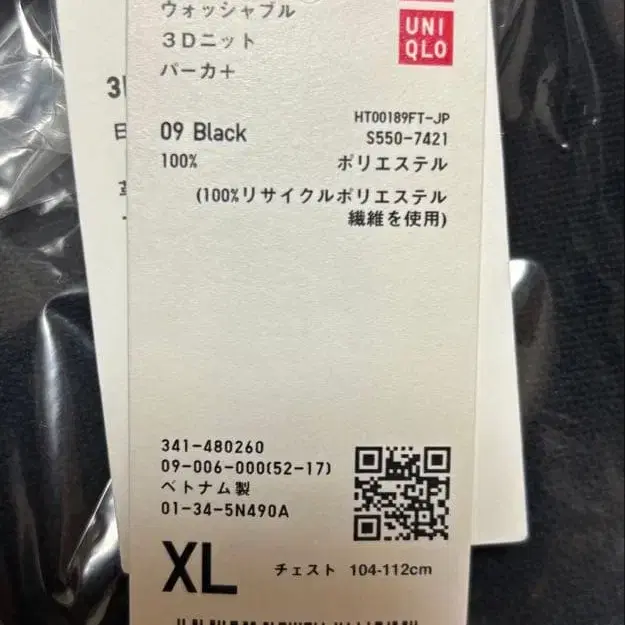 ウォッシャブル
3Dニット
パーカ+
UNI
QLO
09 Black
HT00189FT-JP
S550-7421
100%
ポリエステル
(100%リサイクルポリエステル
繊維を使用)
341-480260
09-006-000(52-17)
ベトナム製
01-34-5N490A
XL
チェスト 104-112cm